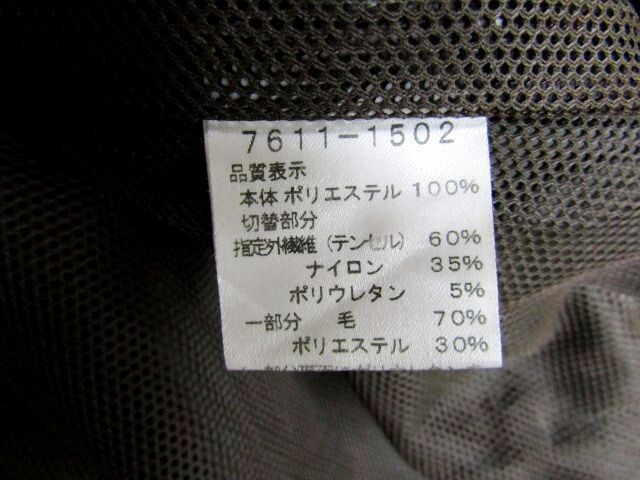 7611-1502
品質表示
本体 ポリエステル 100%
切替部分
指定外繊維(テンセル) 60%
ナイロン 35%
ポリウレタン 5%
一部分 毛 70%
ポリエステル 30%